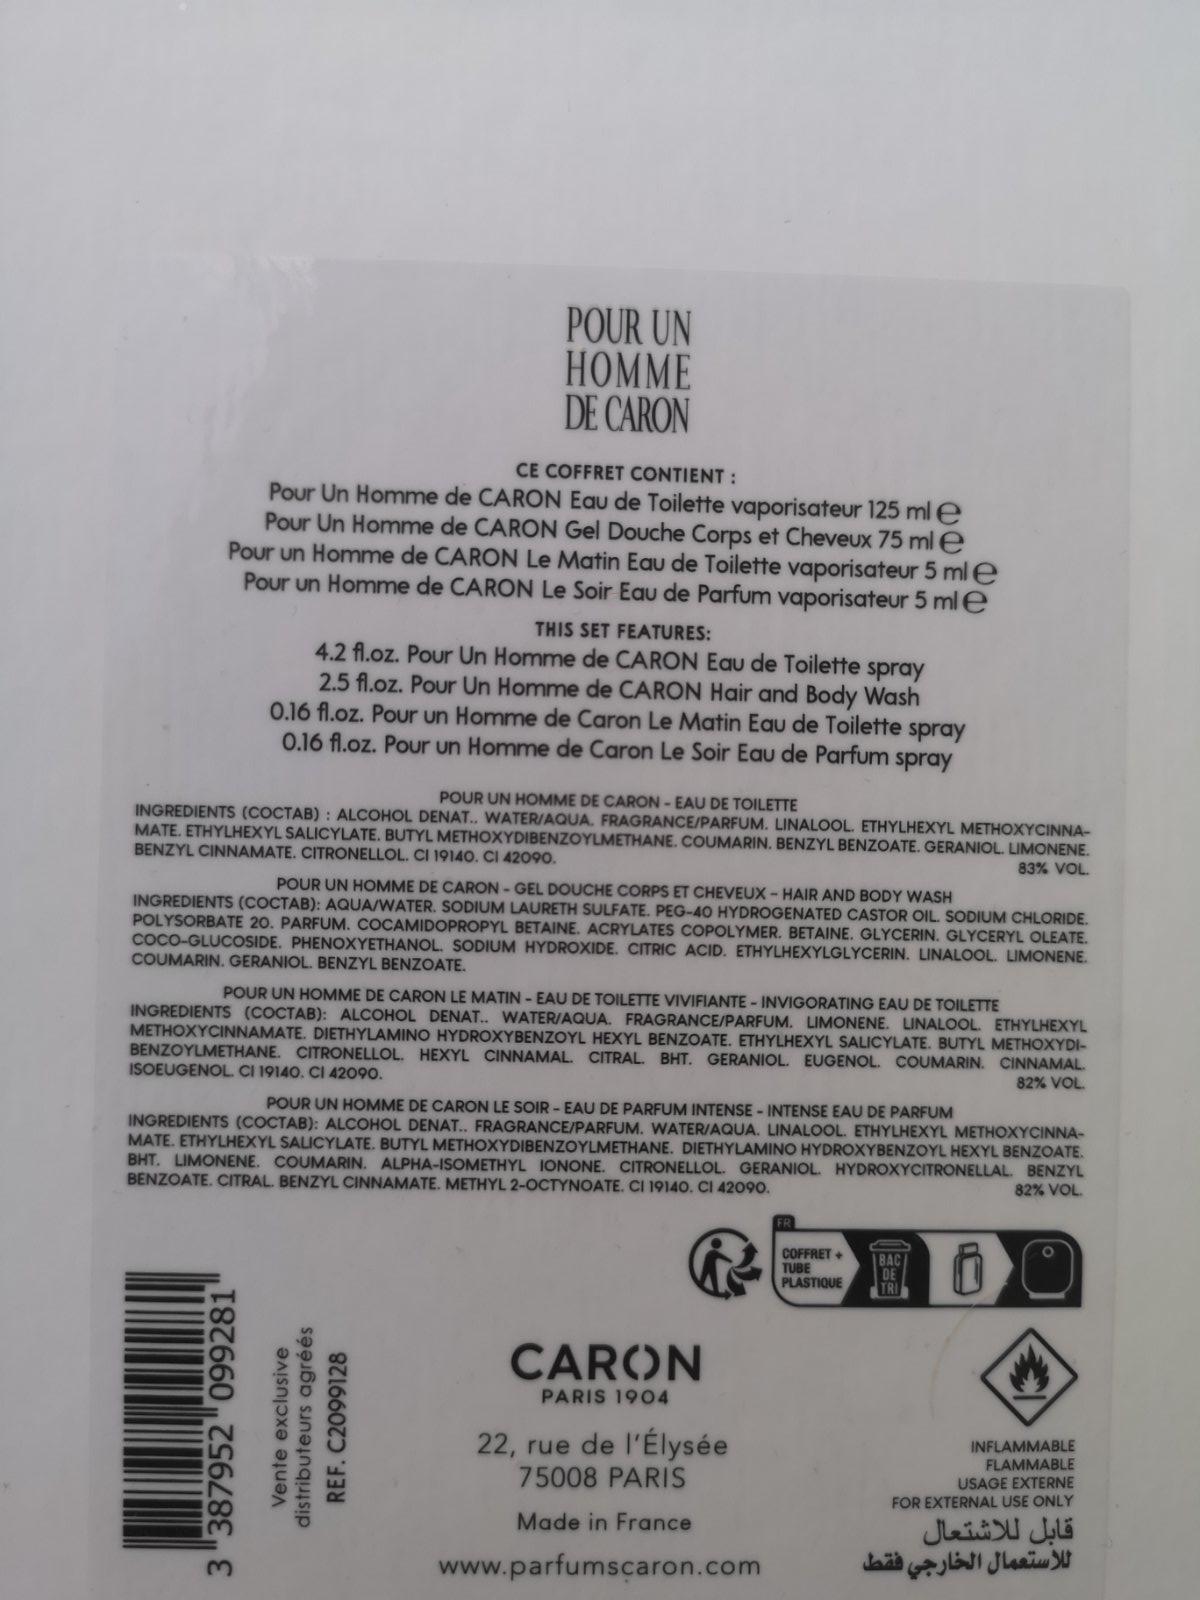 POUR UN
HOMME
DE CARON
CE COFFRET CONTIENT :
Pour Un Homme de CARON Eau de Toilette vaporisateur 125 ml ℮
Pour Un Homme de CARON Gel Douche Corps et Cheveux 75 ml ℮
Pour un Homme de CARON Le Matin Eau de Toilette vaporisateur 5 ml ℮
Pour un Homme de CARON Le Soir Eau de Parfum vaporisateur 5 ml ℮
THIS SET FEATURES:
4.2 fl.oz. Pour Un Homme de CARON Eau de Toilette spray
2.5 fl.oz. Pour Un Homme de CARON Hair and Body Wash
0.16 fl.oz. Pour un Homme de Caron Le Matin Eau de Toilette spray
0.16 fl.oz. Pour un Homme de Caron Le Soir Eau de Parfum spray
POUR UN HOMME DE CARON - EAU DE TOILETTE
INGREDIENTS (COCTAB) : ALCOHOL DENAT.. WATER/AQUA. FRAGRANCE/PARFUM. LINALOOL. ETHYLHEXYL METHOXYCINNA-
MATE. ETHYLHEXYL SALICYLATE. BUTYL METHOXYDIBENZOYLMETHANE. COUMARIN. BENZYL BENZOATE. GERANIOL. LIMONENE.
BENZYL CINNAMATE. CITRONELLOL. CI 19140. CI 42090. 83% VOL.
POUR UN HOMME DE CARON - GEL DOUCHE CORPS ET CHEVEUX - HAIR AND BODY WASH
INGREDIENTS (COCTAB): AQUA/WATER. SODIUM LAURETH SULFATE. PEG-40 HYDROGENATED CASTOR OIL. SODIUM CHLORIDE.
POLYSORBATE 20. PARFUM. COCAMIDOPROPYL BETAINE. ACRYLATES COPOLYMER. BETAINE. GLYCERIN. GLYCERYL OLEATE.
COCO-GLUCOSIDE. PHENOXYETHANOL. SODIUM HYDROXIDE. CITRIC ACID. ETHYLHEXYLGLYCERIN. LINALOOL. LIMONENE.
COUMARIN. GERANIOL. BENZYL BENZOATE.
POUR UN HOMME DE CARON LE MATIN - EAU DE TOILETTE VIVIFIANTE - INVIGORATING EAU DE TOILETTE
INGREDIENTS (COCTAB): ALCOHOL DENAT.. WATER/AQUA. FRAGRANCE/PARFUM. LIMONENE. LINALOOL. ETHYLHEXYL
METHOXYCINNAMATE. DIETHYLAMINO HYDROXYBENZOYL HEXYL BENZOATE. ETHYLHEXYL SALICYLATE. BUTYL METHOXYDI-
BENZOYLMETHANE. CITRONELLOL. HEXYL CINNAMAL. CITRAL. BHT. GERANIOL. EUGENOL. COUMARIN. CINNAMAL.
ISOEUGENOL. CI 19140. CI 42090. 82% VOL.
POUR UN HOMME DE CARON LE SOIR - EAU DE PARFUM INTENSE - INTENSE EAU DE PARFUM
INGREDIENTS (COCTAB): ALCOHOL DENAT.. FRAGRANCE/PARFUM. WATER/AQUA. LINALOOL. ETHYLHEXYL METHOXYCINNA-
MATE. ETHYLHEXYL SALICYLATE. BUTYL METHOXYDIBENZOYLMETHANE. DIETHYLAMINO HYDROXYBENZOYL HEXYL BENZOATE.
BHT. LIMONENE. COUMARIN. ALPHA-ISOMETHYL IONONE. CITRONELLOL. GERANIOL. HYDROXYCITRONELLAL. BENZYL
BENZOATE. CITRAL. BENZYL CINNAMATE. METHYL 2-OCTYNOATE. CI 19140. CI 42090. 82% VOL.
FR
COFFRET +
TUBE
PLASTIQUE
BAC
DE
TRI
3 387952 099281
Vente exclusive
distributeurs agréés
REF. C2099128
CARON
PARIS 1904
22, rue de l'Élysée
75008 PARIS
Made in France
www.parfumscaron.com
INFLAMMABLE
FLAMMABLE
USAGE EXTERNE
FOR EXTERNAL USE ONLY
قابل للاشتعال
للاستعمال الخارجي فقط